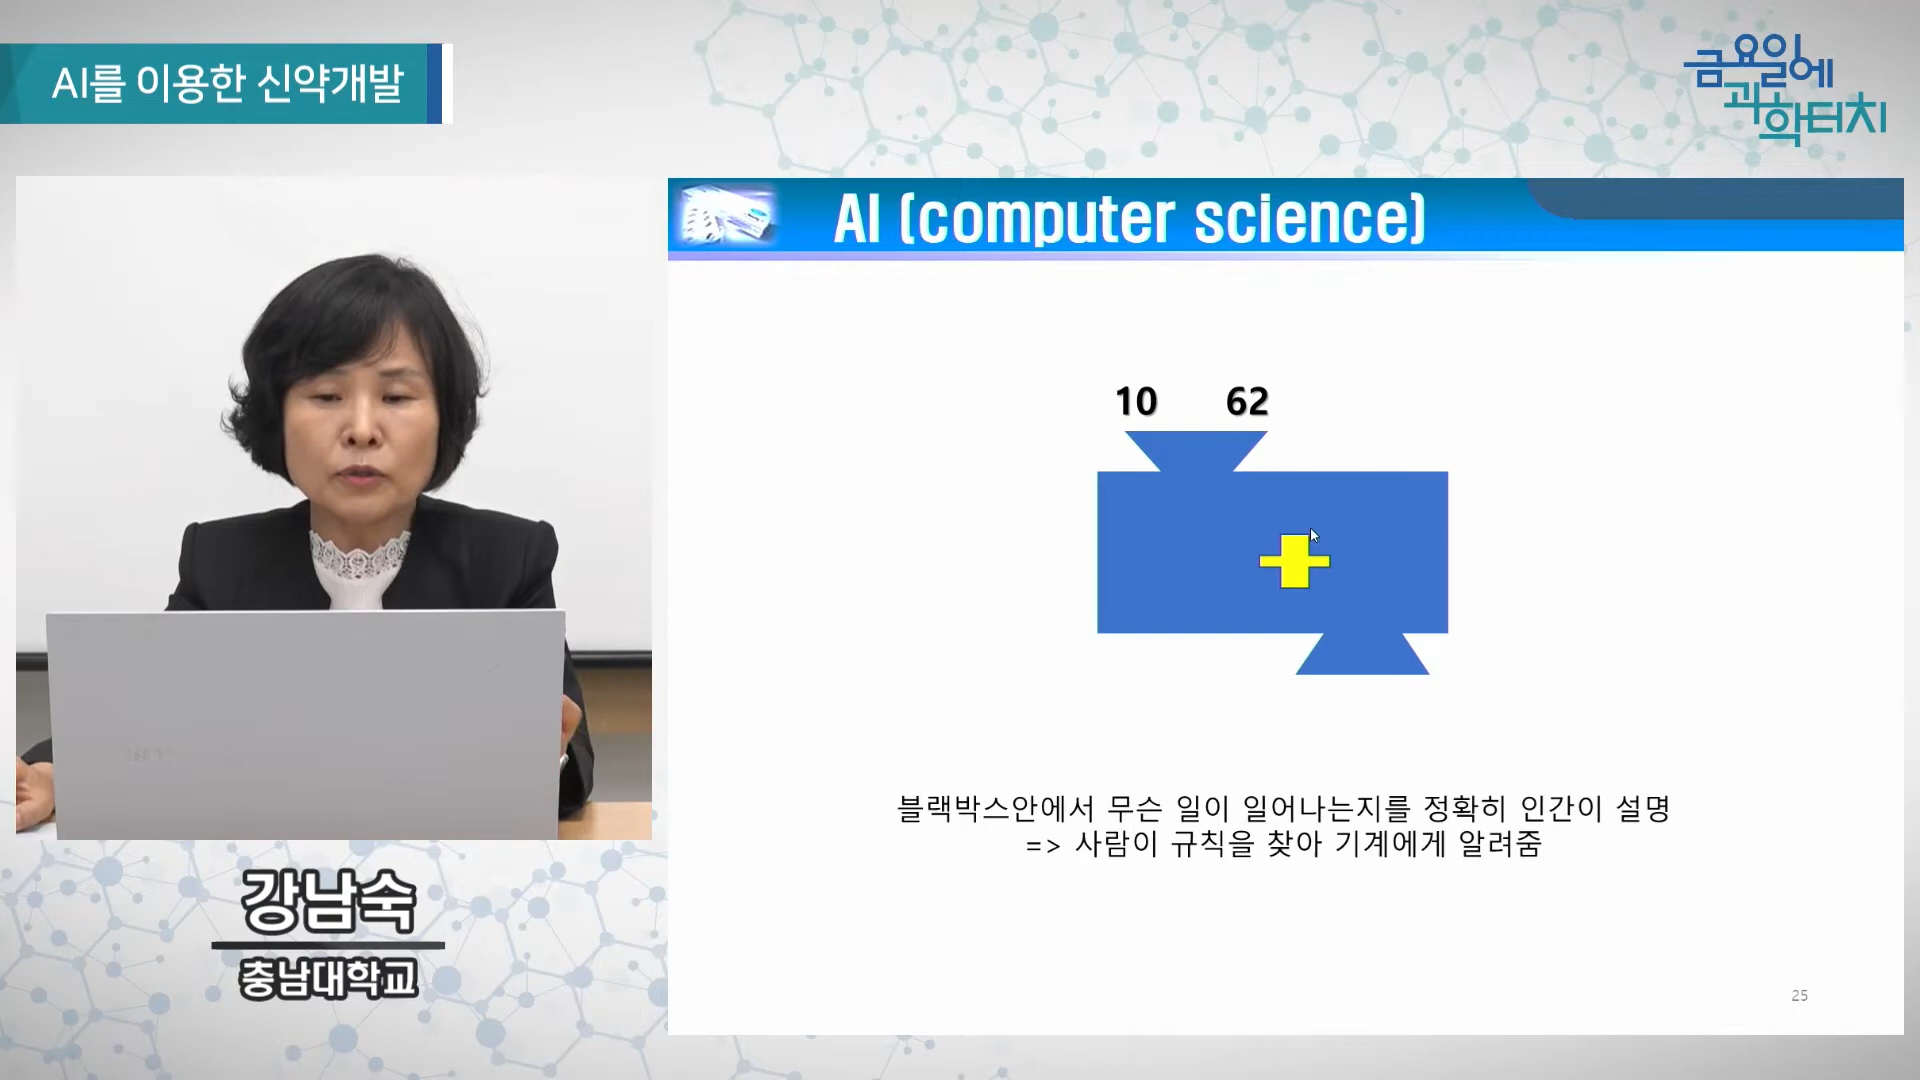 AI를 이용한 신약개발
금요일에
과학터치
AI (computer science)
10 62
블랙박스안에서 무슨 일이 일어나는지를 정확히 인간이 설명
=> 사람이 규칙을 찾아 기계에게 알려줌
25
강남숙
충남대학교